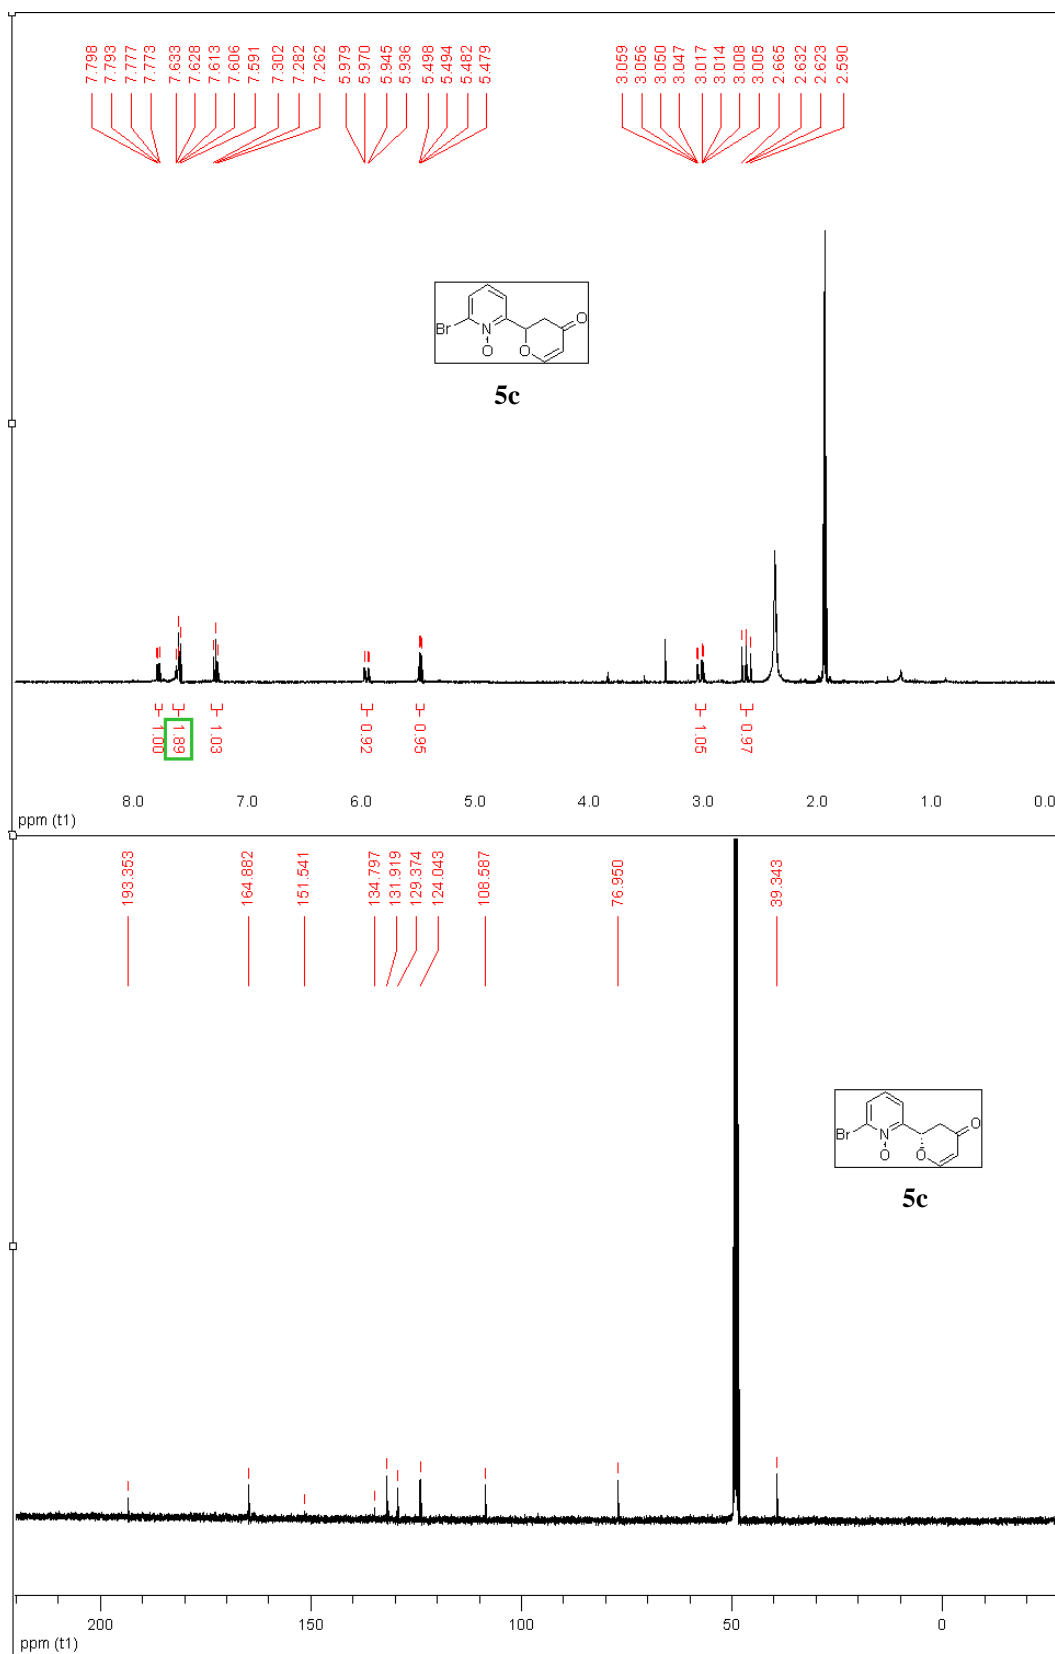 7.798 7.793 7.777 7.773 7.633 7.628 7.613 7.606 7.591 7.302 7.282 7.262 5.979 5.970 5.945 5.936 5.498 5.494 5.482 5.479 3.059 3.056 3.050 3.047 3.017 3.014 3.008 3.005 2.665 2.632 2.623 2.590
Br N O O O
5c
1.00 1.89 1.03 0.92 0.95 1.05 0.97
8.0 7.0 6.0 5.0 4.0 3.0 2.0 1.0 0.0
ppm (t1)
193.353 164.882 151.541 134.797 131.919 129.374 124.043 108.587 76.950 39.343
Br N O O O
5c
200 150 100 50 0
ppm (t1)